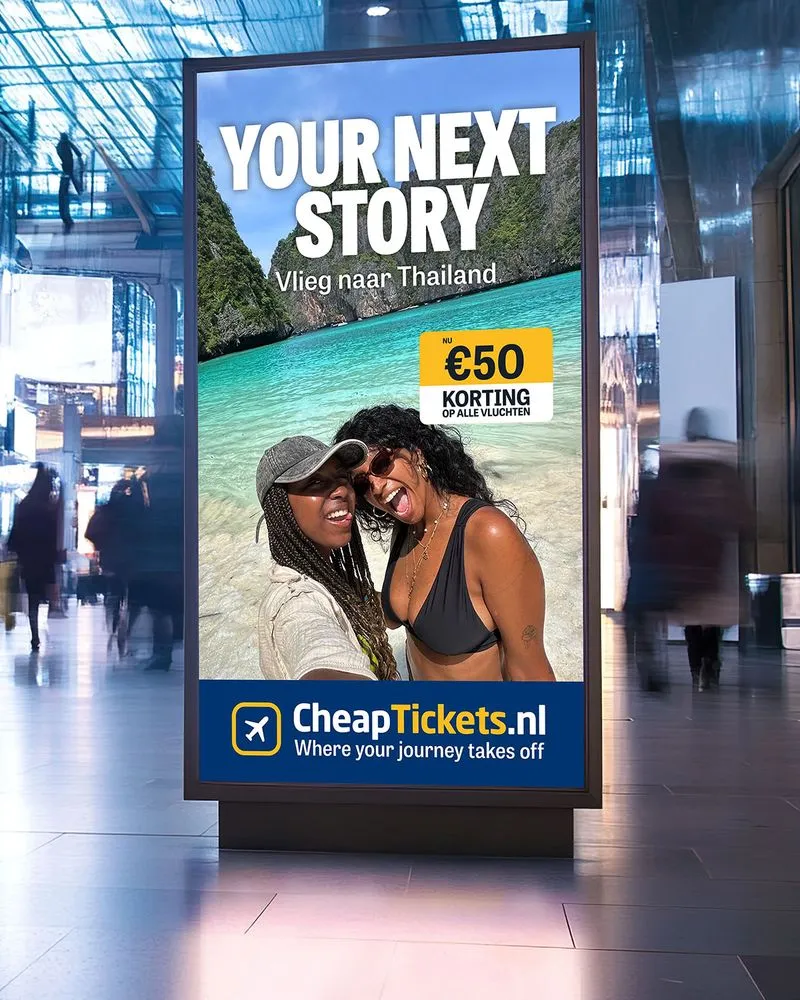 YOUR NEXT
STORY
Vlieg naar Thailand
NU
€50
KORTING
OP ALLE VLUCHTEN
CheapTickets.nl
Where your journey takes off